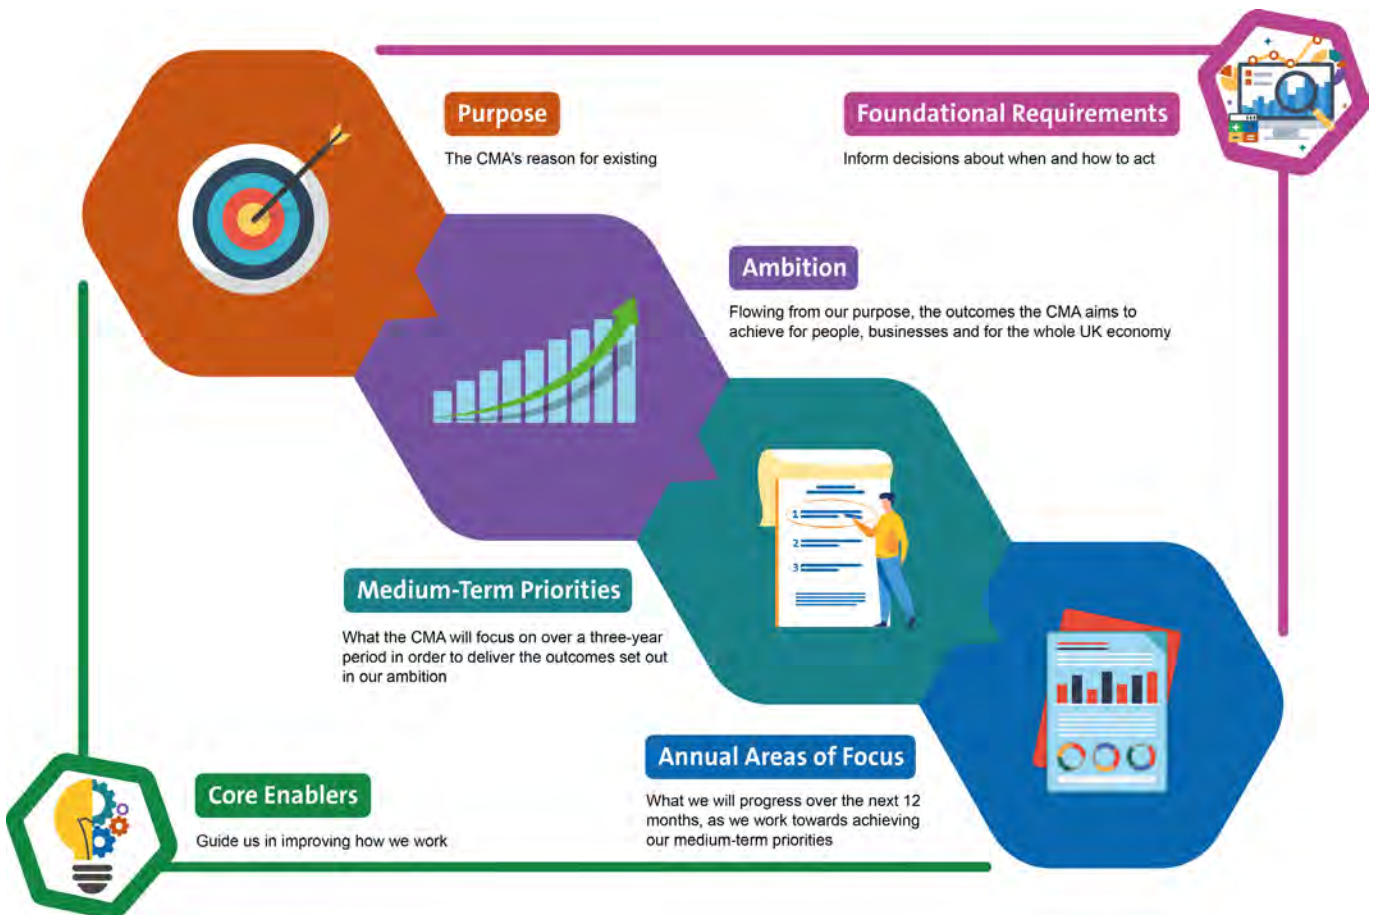 Purpose
The CMA's reason for existing
Foundational Requirements
Inform decisions about when and how to act
Ambition
Flowing from our purpose, the outcomes the CMA aims to
achieve for people, businesses and for the whole UK economy
1
2
3
Medium-Term Priorities
What the CMA will focus on over a three-year
period in order to deliver the outcomes set out
in our ambition
Annual Areas of Focus
What we will progress over the next 12
months, as we work towards achieving
our medium-term priorities
Core Enablers
Guide us in improving how we work